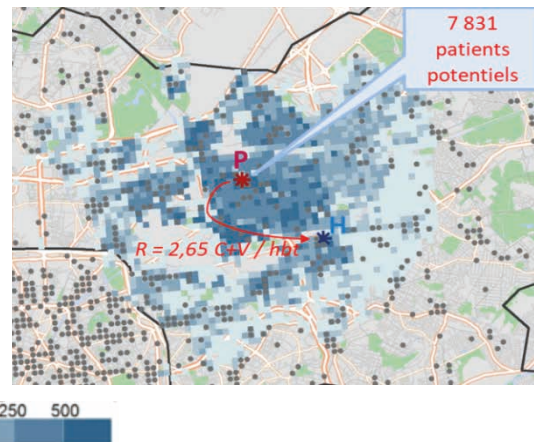 7 831
patients
potentiels
P
H
R = 2,65 C+V / hbt
250 500